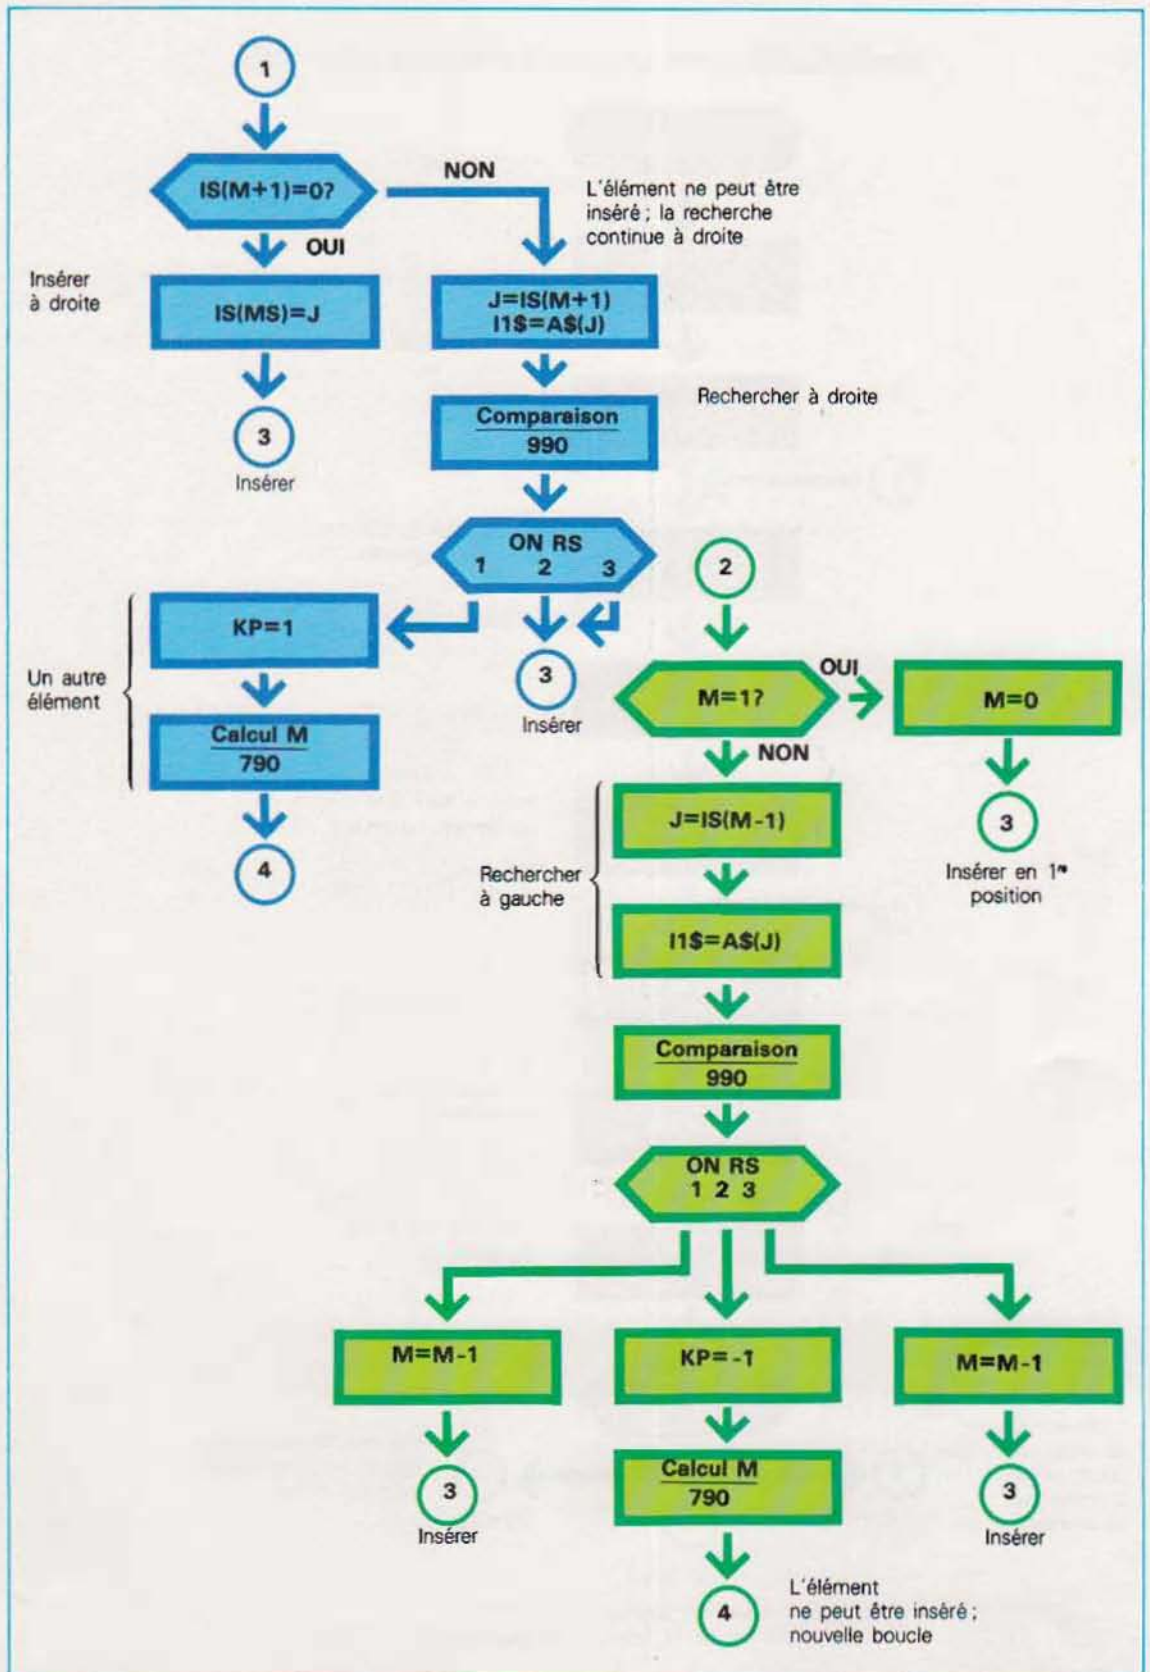 1
IS(M+1)=0?
NON
L'élément ne peut être
inséré ; la recherche
continue à droite
OUI
Insérer
à droite
IS(MS)=J
J=IS(M+1)
I1$=A$(J)
3
Insérer
Comparaison
990
Rechercher à droite
ON RS
1 2 3
KP=1
Un autre
élément
Calcul M
790
4
3
Insérer
2
M=1?
OUI
M=0
NON
3
Insérer en 1re
position
J=IS(M-1)
Rechercher
à gauche
I1$=A$(J)
Comparaison
990
ON RS
1 2 3
M=M-1
KP=-1
M=M-1
3
Insérer
Calcul M
790
3
Insérer
4
L'élément
ne peut être inséré ;
nouvelle boucle